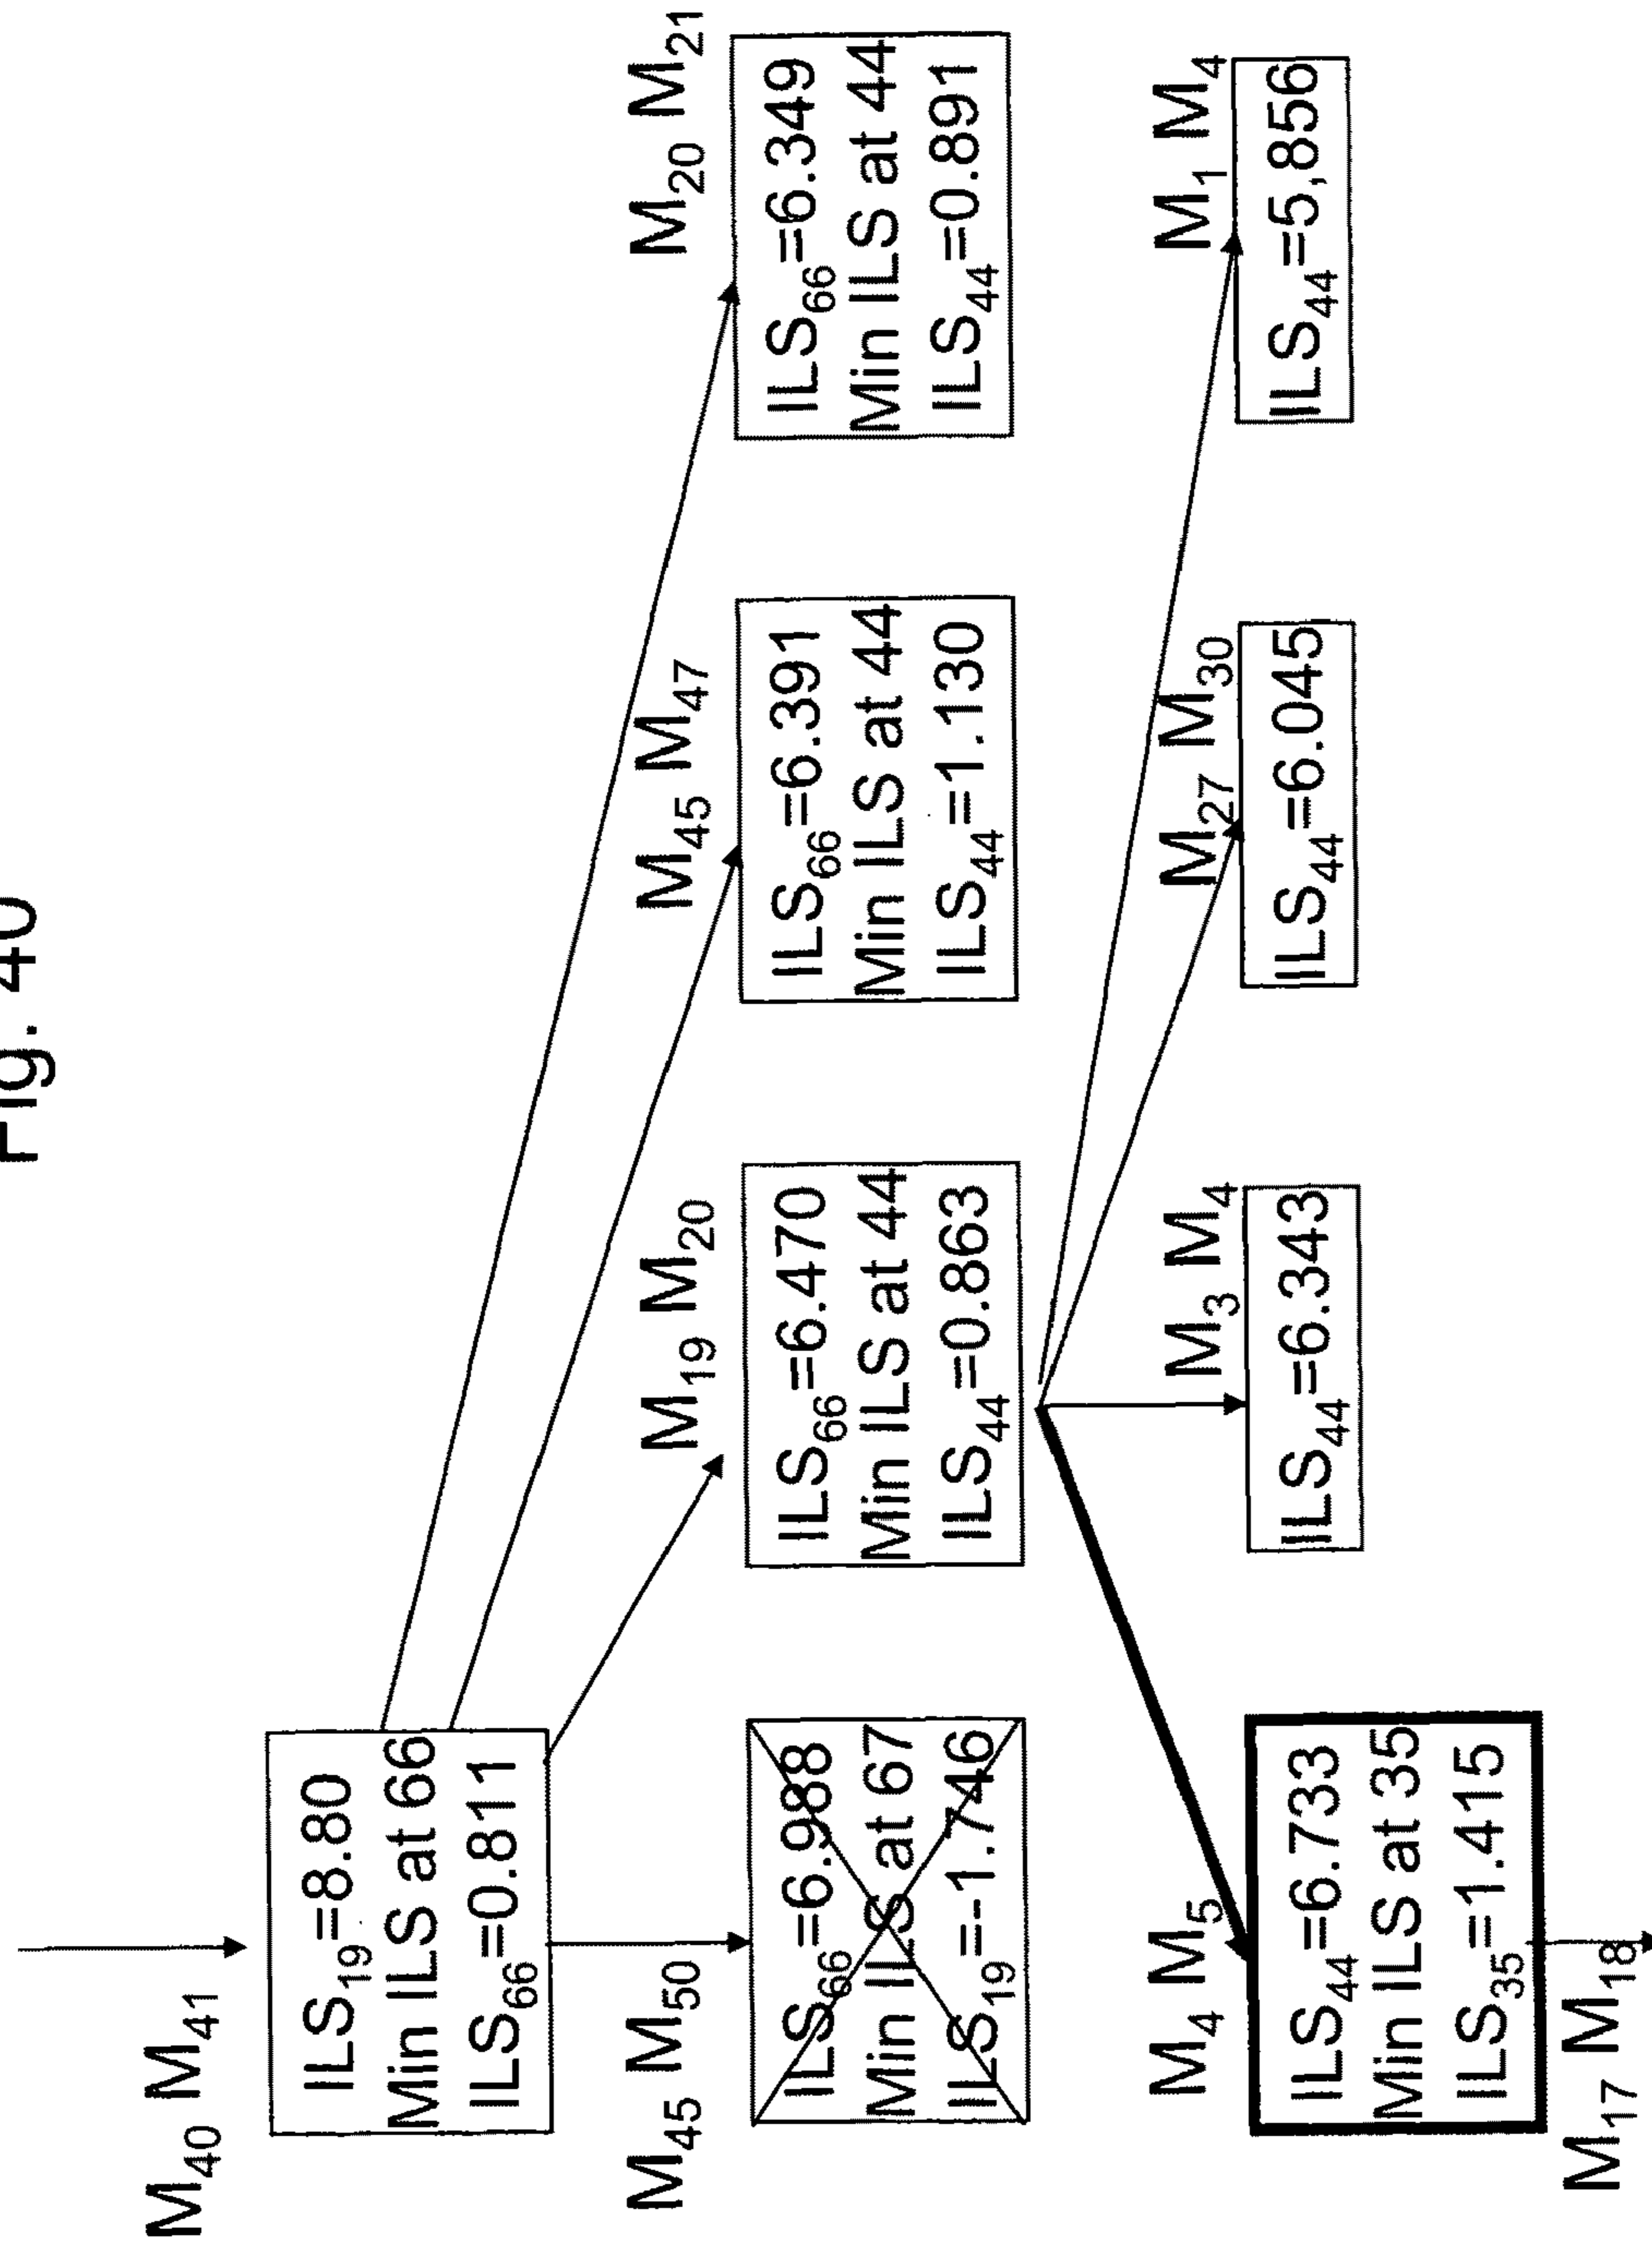 Fig. 40
M40 M41
ILS19=8.80
Min ILS at 66
ILS66=0.811
M45 M50
ILS66=6.988
Min ILS at 67
ILS19=-1.746
M19 M20
ILS66=6.470
Min ILS at 44
ILS44=0.863
M45 M47
ILS66=6.391
Min ILS at 44
ILS44=1.130
M20 M21
ILS66=6.349
Min ILS at 44
ILS44=0.891
M4 M5
ILS44=6.733
Min ILS at 35
ILS35=1.415
M3 M4
ILS44=6.343
M27 M30
ILS44=6.045
M1 M4
ILS44=5,856
M17 M18